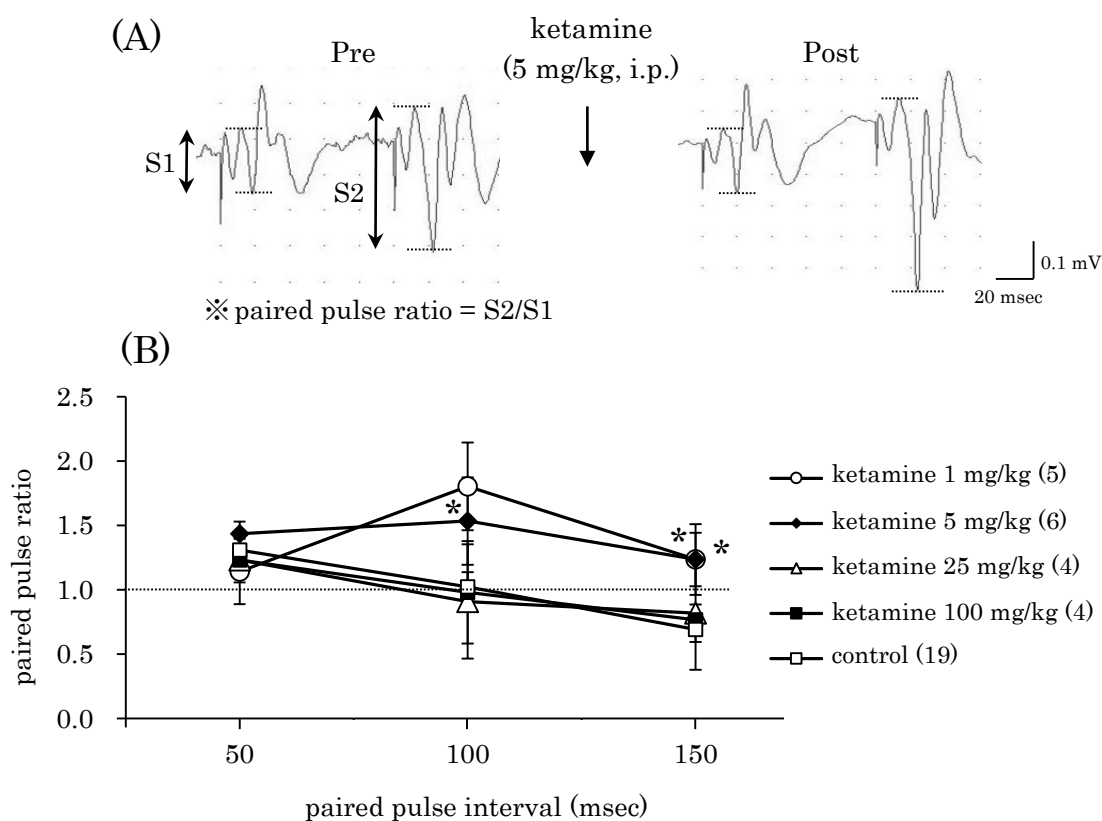 (A)
Pre
ketamine
(5 mg/kg, i.p.)
Post
S1
S2
0.1 mV
20 msec
※ paired pulse ratio = S2/S1
(B)
paired pulse ratio
2.5
2.0
1.5
1.0
0.5
0.0
*
* *
50
100
150
paired pulse interval (msec)
ketamine 1 mg/kg (5)
ketamine 5 mg/kg (6)
ketamine 25 mg/kg (4)
ketamine 100 mg/kg (4)
control (19)